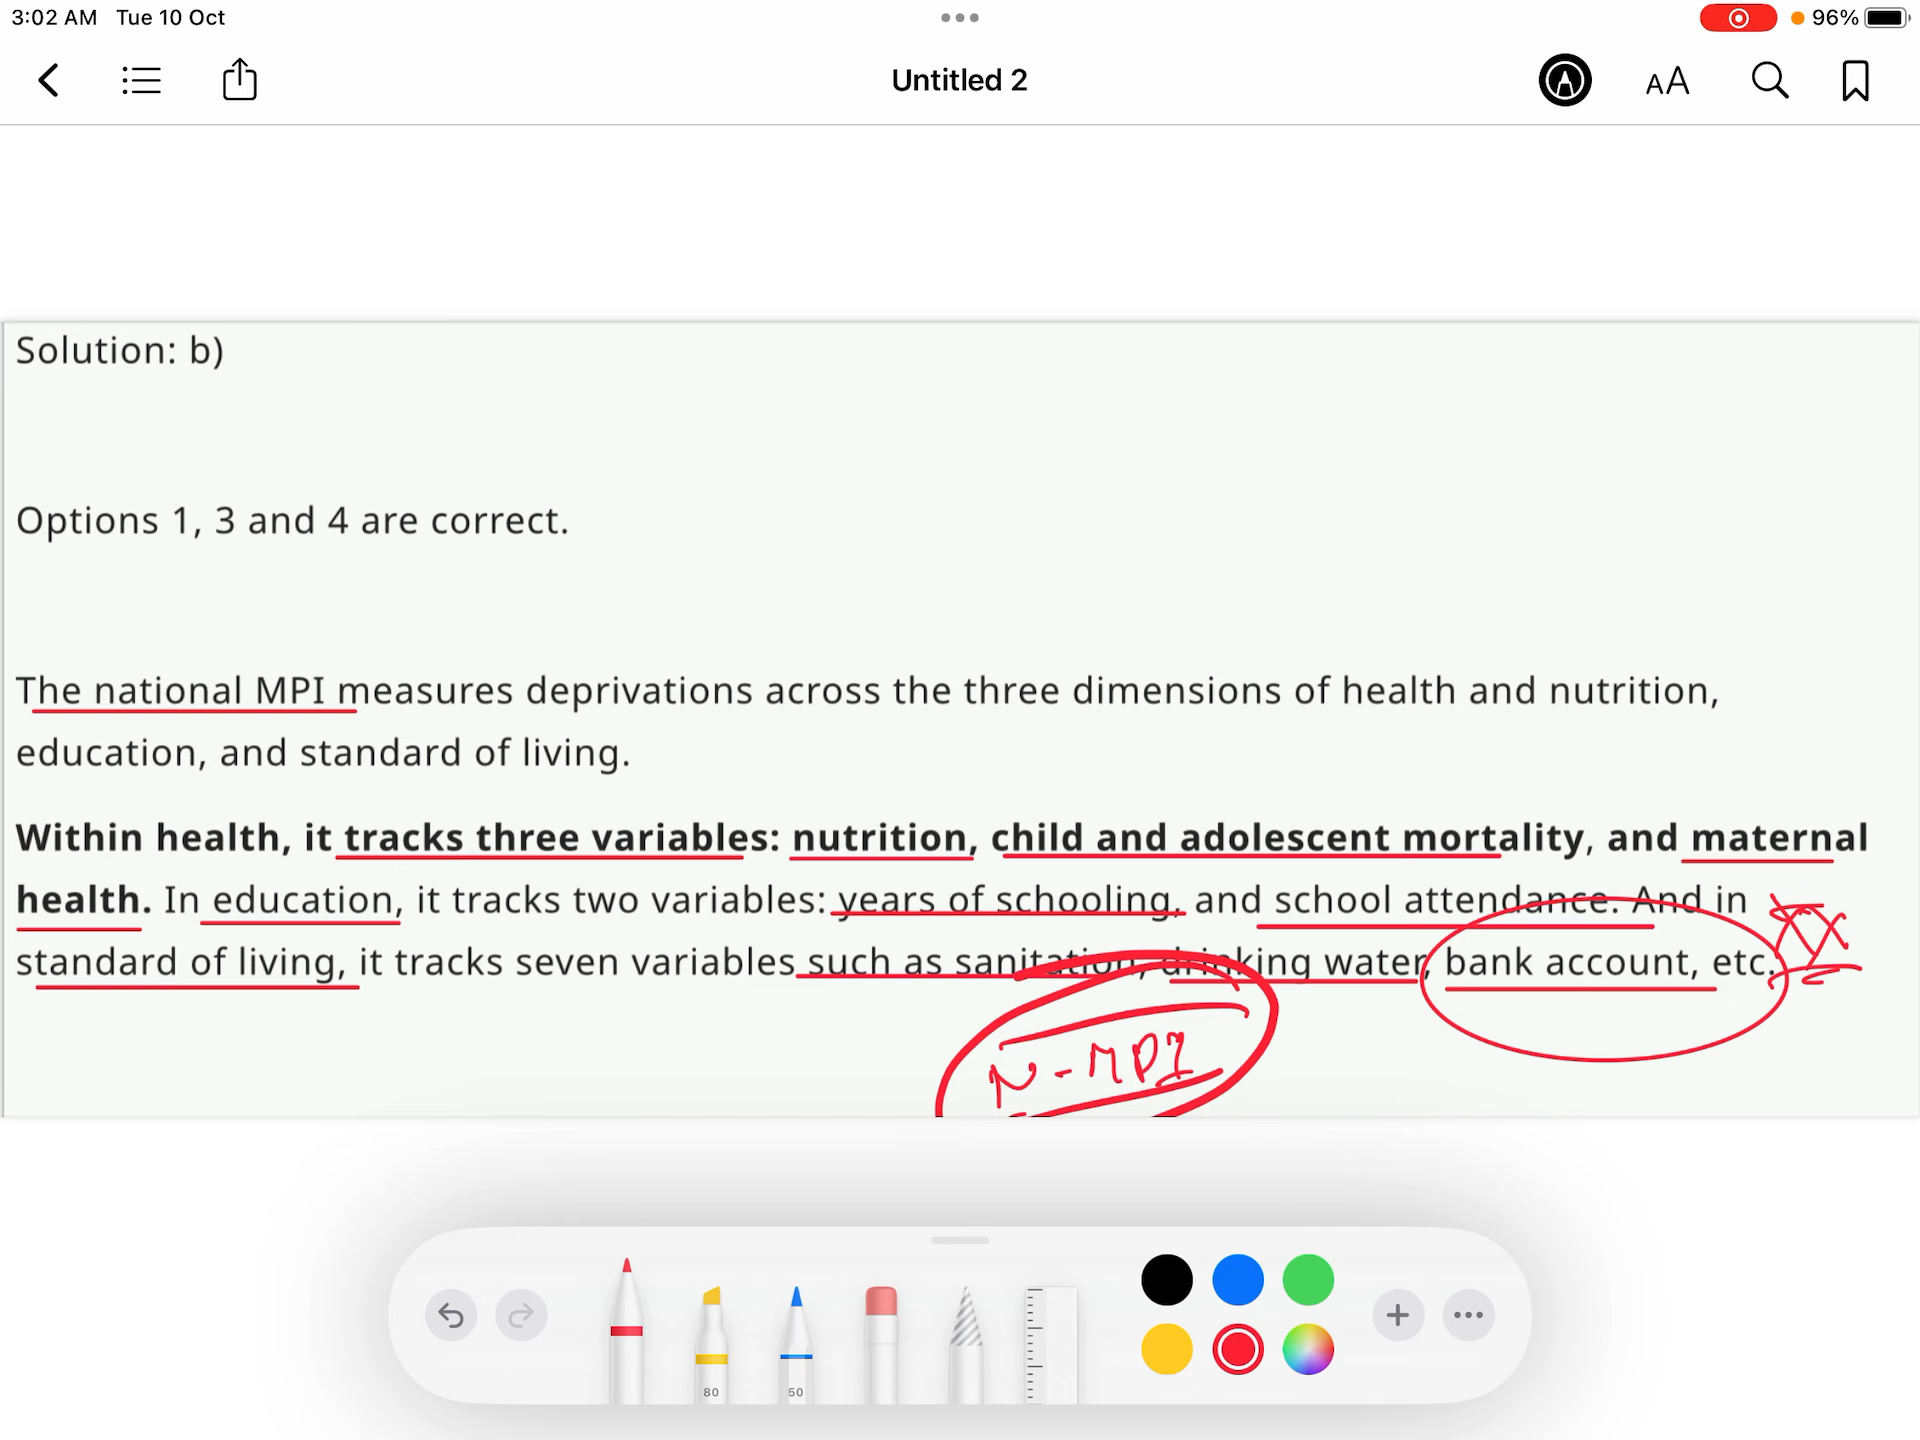 3:02 AM Tue 10 Oct
96%
Untitled 2
AA
Solution: b)
Options 1, 3 and 4 are correct.
The national MPI measures deprivations across the three dimensions of health and nutrition,
education, and standard of living.
Within health, it tracks three variables: nutrition, child and adolescent mortality, and maternal
health. In education, it tracks two variables: years of schooling, and school attendance. And in
standard of living, it tracks seven variables such as sanitation, drinking water, bank account, etc.
N-MPI
80
50